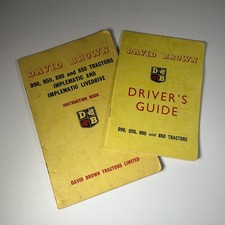 DAVID BROWN
990, 950, 880 and 850 TRACTORS
IMPLEMATIC AND
IMPLEMATIC LIVEDRIVE
INSTRUCTION BOOK
D
B
DAVID BROWN TRACTORS LIMITED
DAVID BROWN
D
B
DRIVER'S
GUIDE
990, 950, 880 and 850 TRACTORS